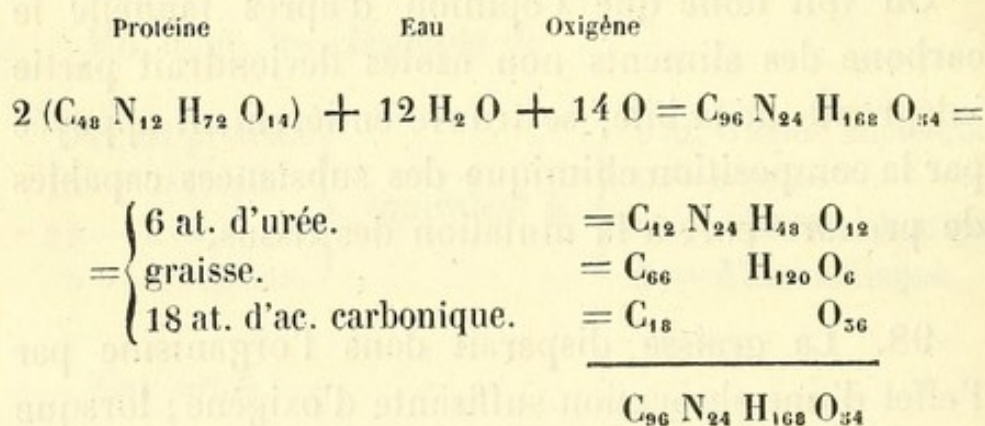 Protéine Eau Oxigène
2 (C₄₈ N₁₂ H₇₂ O₁₄) + 12 H₂ O + 14 O = C₉₆ N₂₄ H₁₆₈ O₅₄ =
= { 6 at. d'urée. = C₁₂ N₂₄ H₄₈ O₁₂
graisse. = C₆₆ H₁₂₀ O₆
18 at. d'ac. carbonique. = C₁₈ O₃₆
C₉₆ N₂₄ H₁₆₈ O₅₄